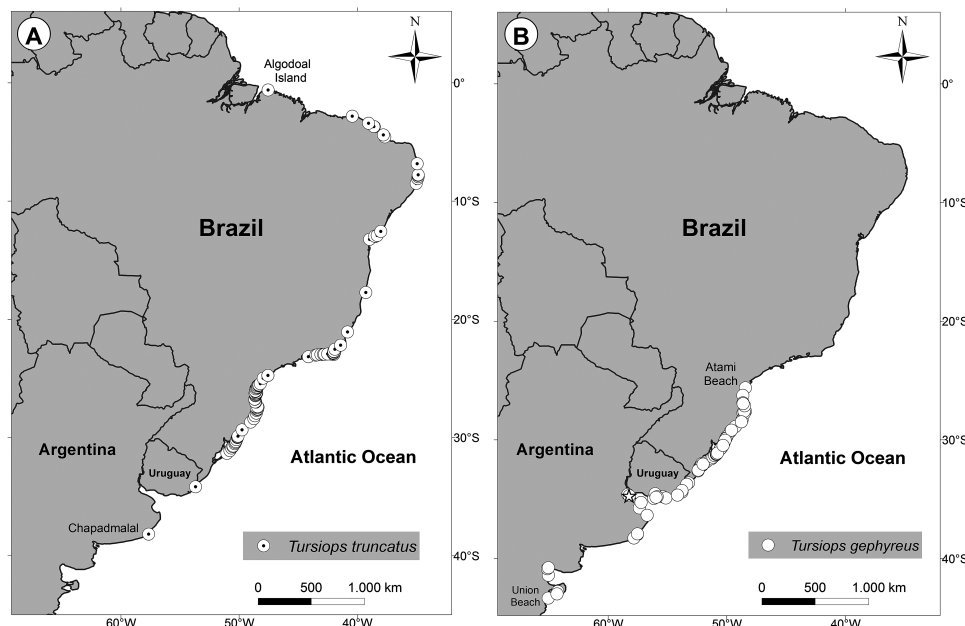 A
N
Algodoal
Island
0°
Brazil
10°S
20°S
30°S
Argentina
Uruguay
Atlantic Ocean
Chapadmalal
Tursiops truncatus
40°S
0 500 1.000 km
60°W 50°W 40°W
B
N
0°
Brazil
10°S
20°S
Atami
Beach
30°S
Argentina
Uruguay
Atlantic Ocean
Tursiops gephyreus
40°S
Union
Beach
0 500 1.000 km
60°W 50°W 40°W